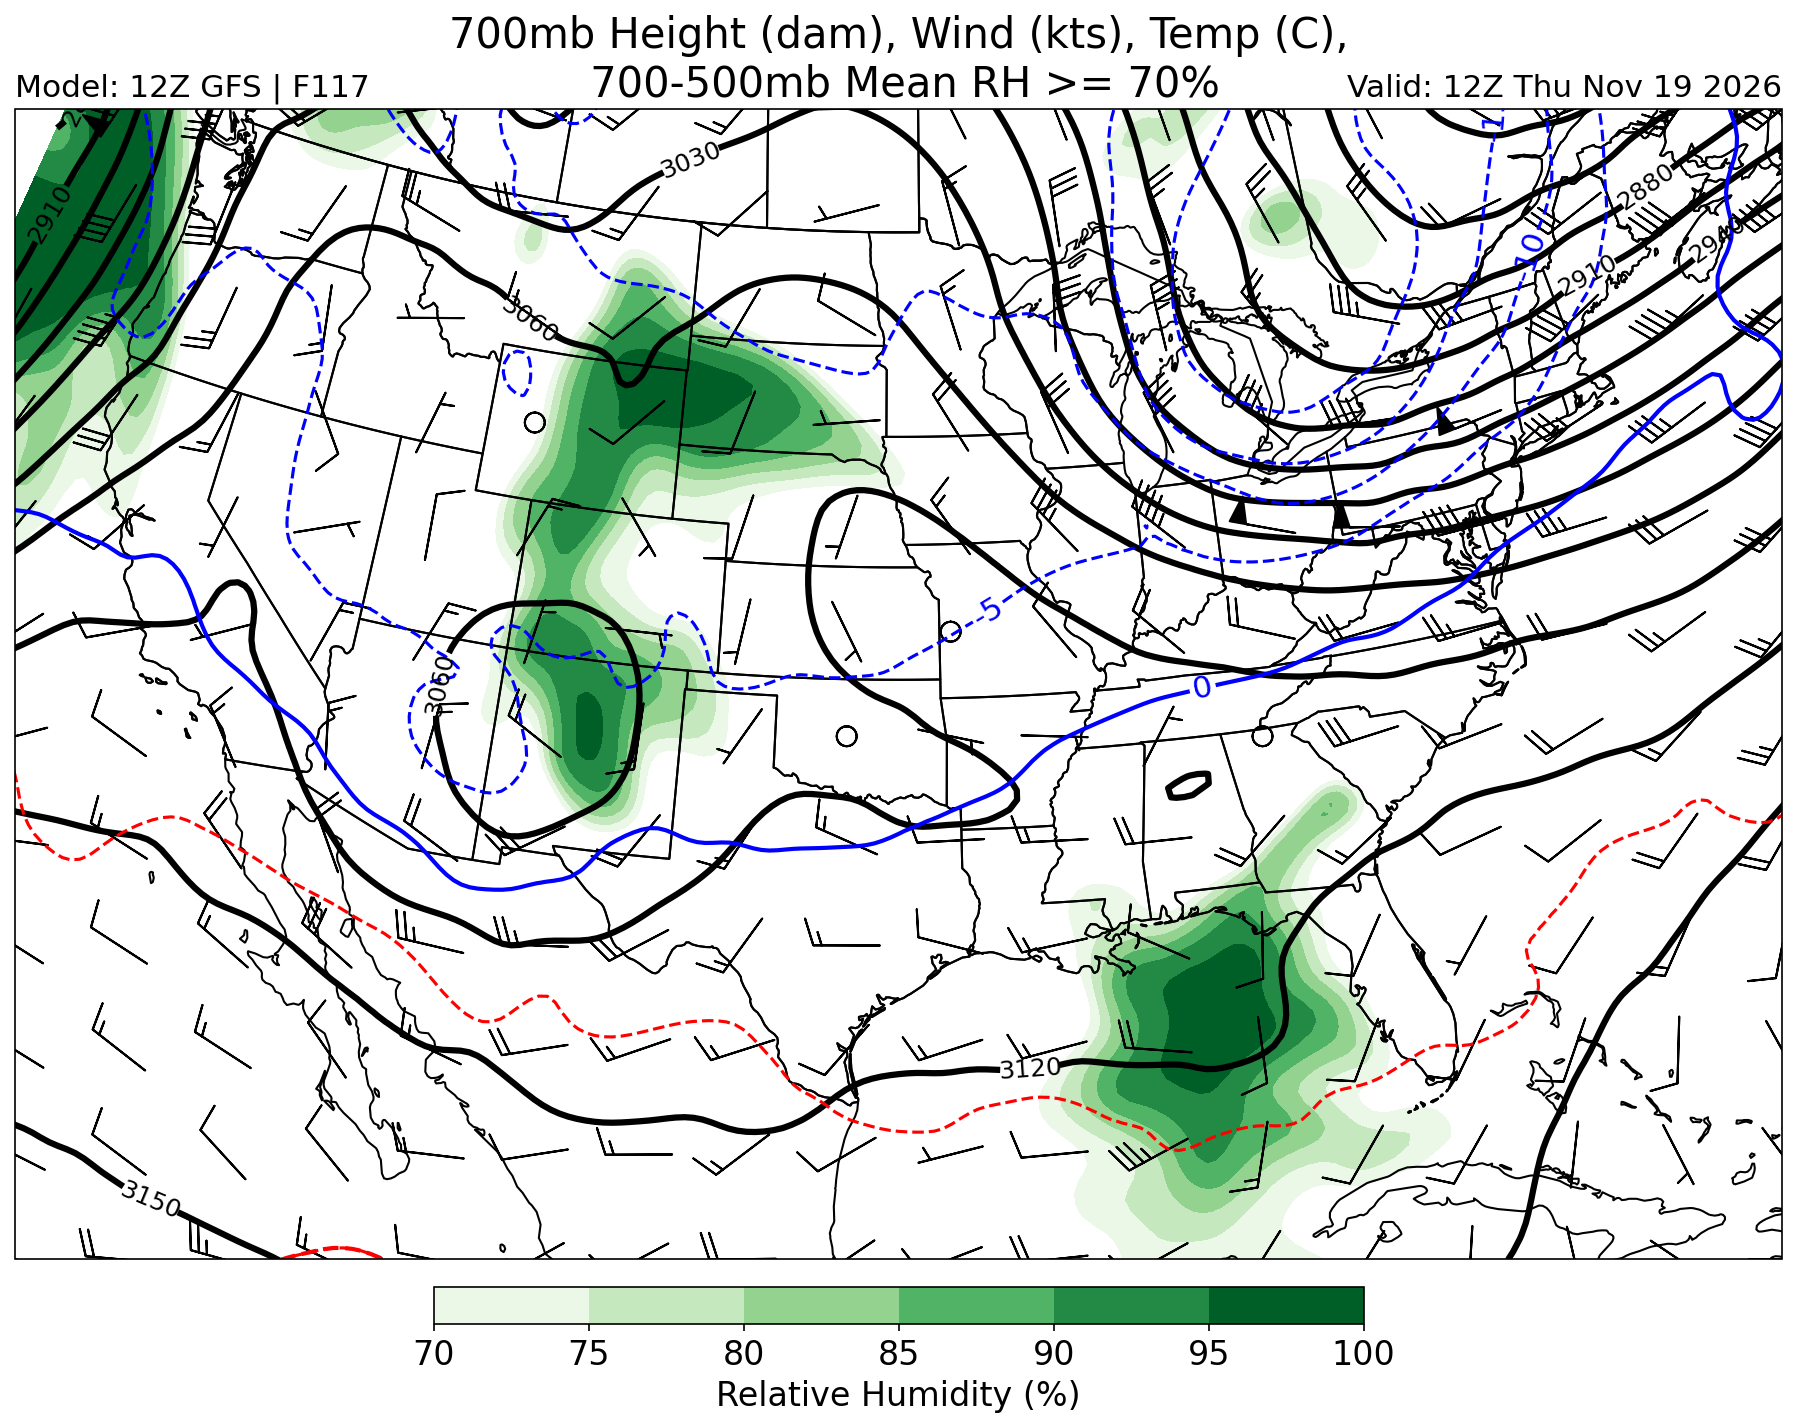 700mb Height (dam), Wind (kts), Temp (C),
700-500mb Mean RH >= 70%
Model: 12Z GFS | F117
Valid: 12Z Thu Nov 19 2026
3030
2910
2880
2940
10
2910
3060
5
3060
0
3120
3150
70 75 80 85 90 95 100
Relative Humidity (%)